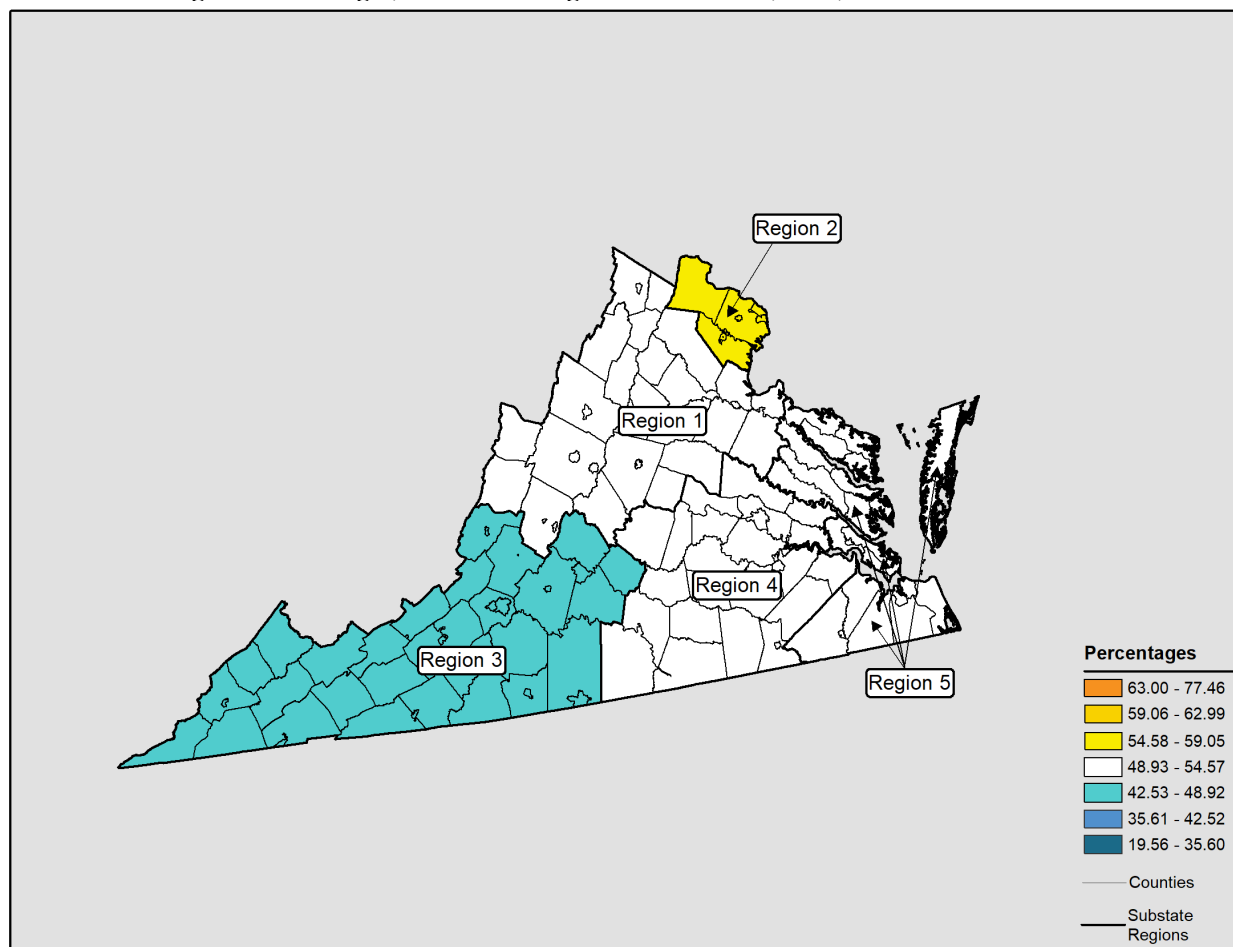 Region 2
Region 1
Region 4
Region 3
Region 5
Percentages
63.00 - 77.46
59.06 - 62.99
54.58 - 59.05
48.93 - 54.57
42.53 - 48.92
35.61 - 42.52
19.56 - 35.60
Counties
Substate
Regions